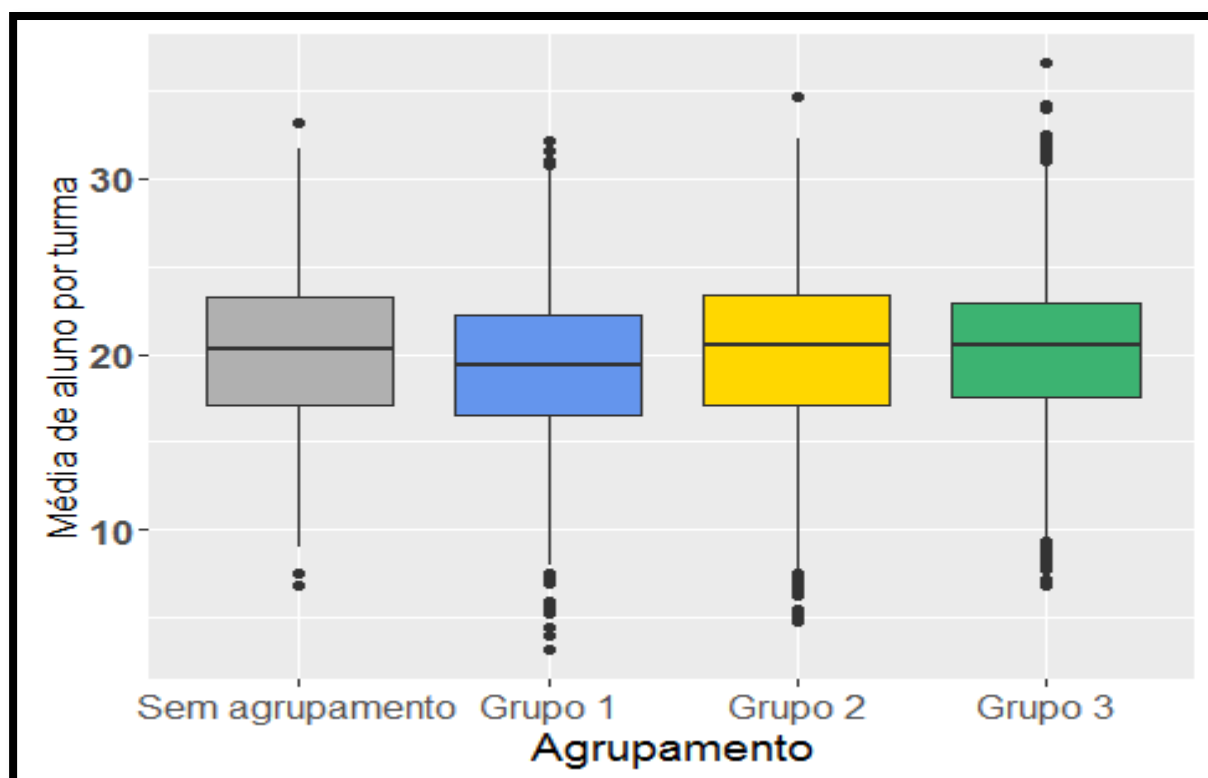 Média de aluno por turma
30
20
10
Sem agrupamento Grupo 1 Grupo 2 Grupo 3
Agrupamento